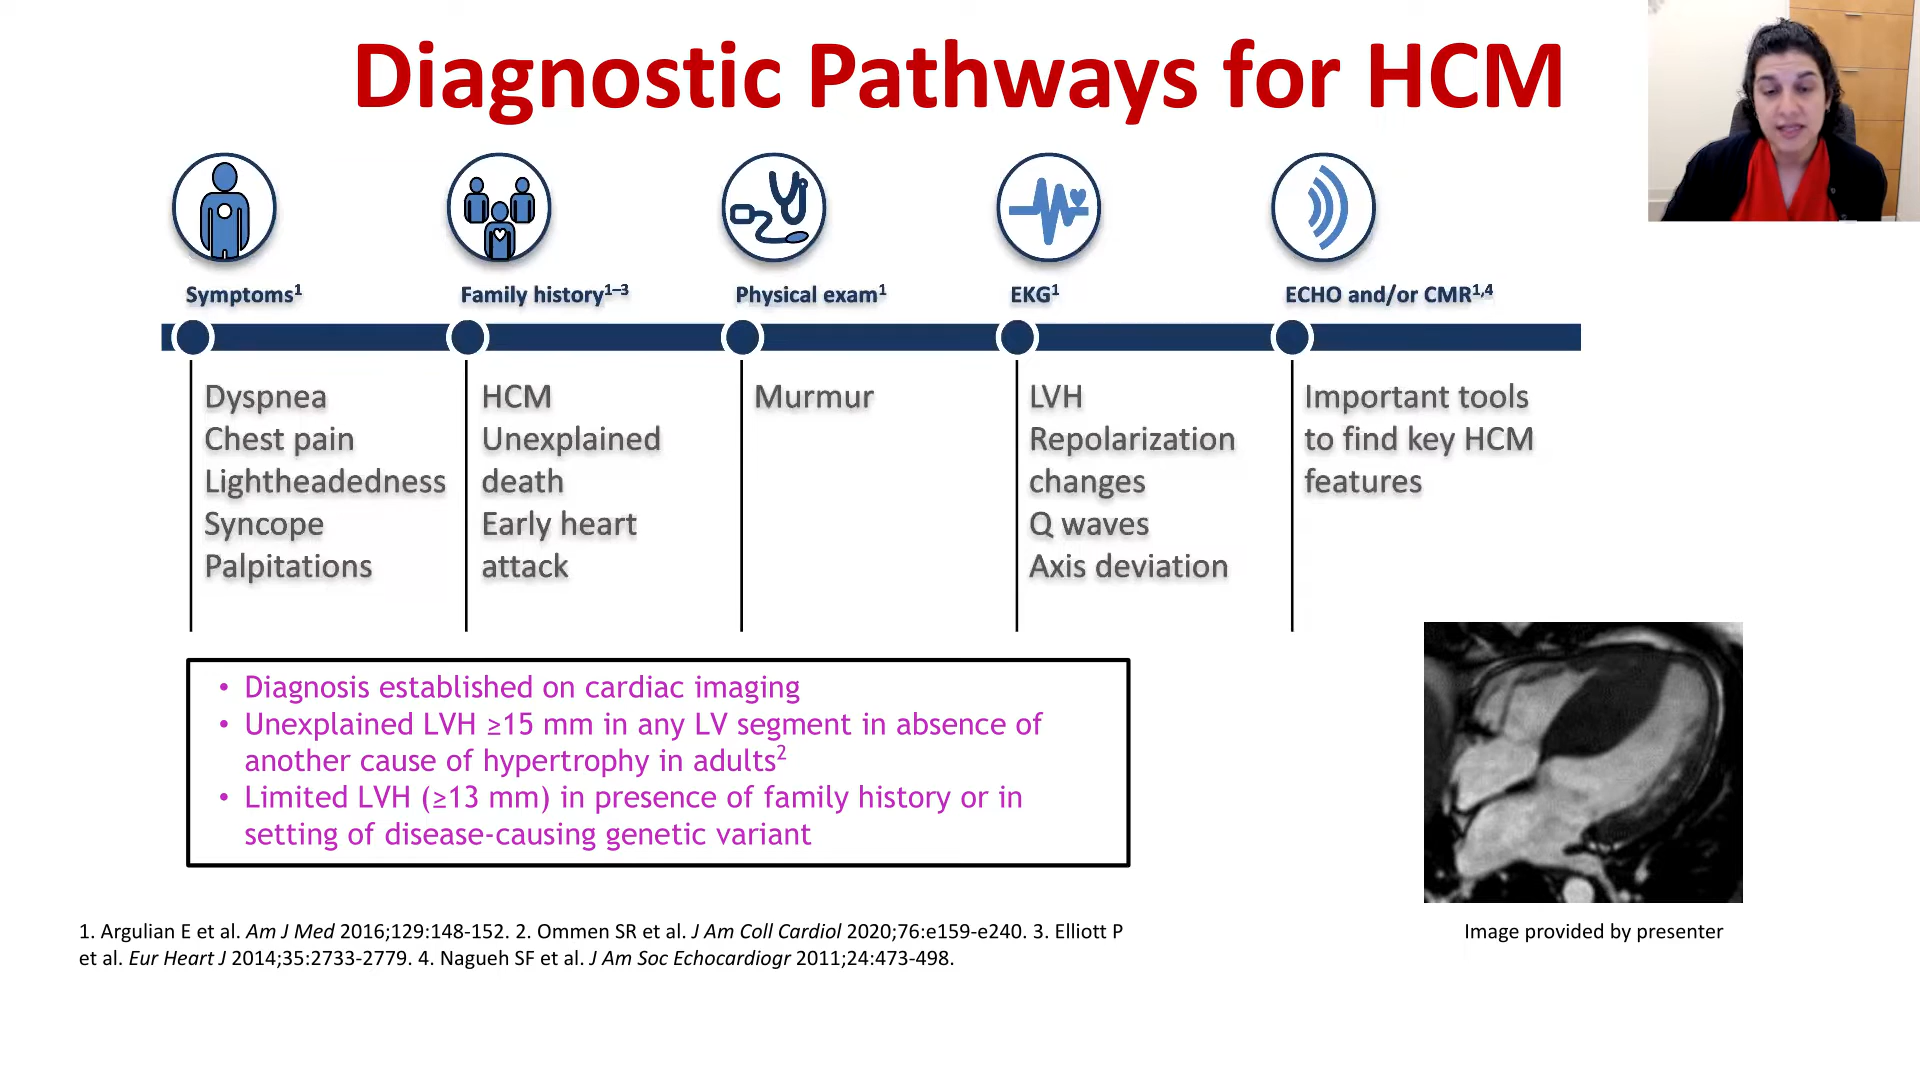 Diagnostic Pathways for HCM
Symptoms¹
Family history¹⁻³
Physical exam¹
EKG¹
ECHO and/or CMR¹,⁴
Dyspnea
Chest pain
Lightheadedness
Syncope
Palpitations
HCM
Unexplained
death
Early heart
attack
Murmur
LVH
Repolarization
changes
Q waves
Axis deviation
Important tools
to find key HCM
features
• Diagnosis established on cardiac imaging
• Unexplained LVH ≥15 mm in any LV segment in absence of
another cause of hypertrophy in adults²
• Limited LVH (≥13 mm) in presence of family history or in
setting of disease-causing genetic variant
1. Argulian E et al. Am J Med 2016;129:148-152. 2. Ommen SR et al. J Am Coll Cardiol 2020;76:e159-e240. 3. Elliott P
et al. Eur Heart J 2014;35:2733-2779. 4. Nagueh SF et al. J Am Soc Echocardiogr 2011;24:473-498.
Image provided by presenter